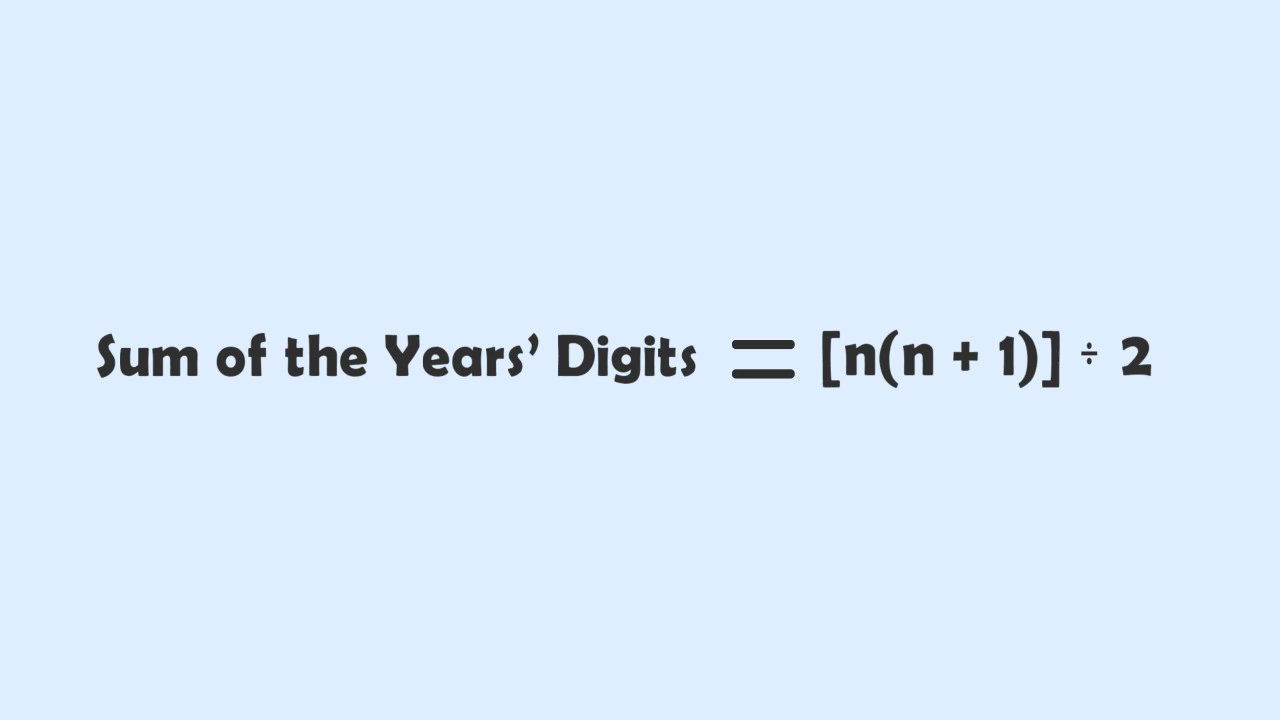 Sum of the Years’ Digits = [n(n + 1)] ÷ 2